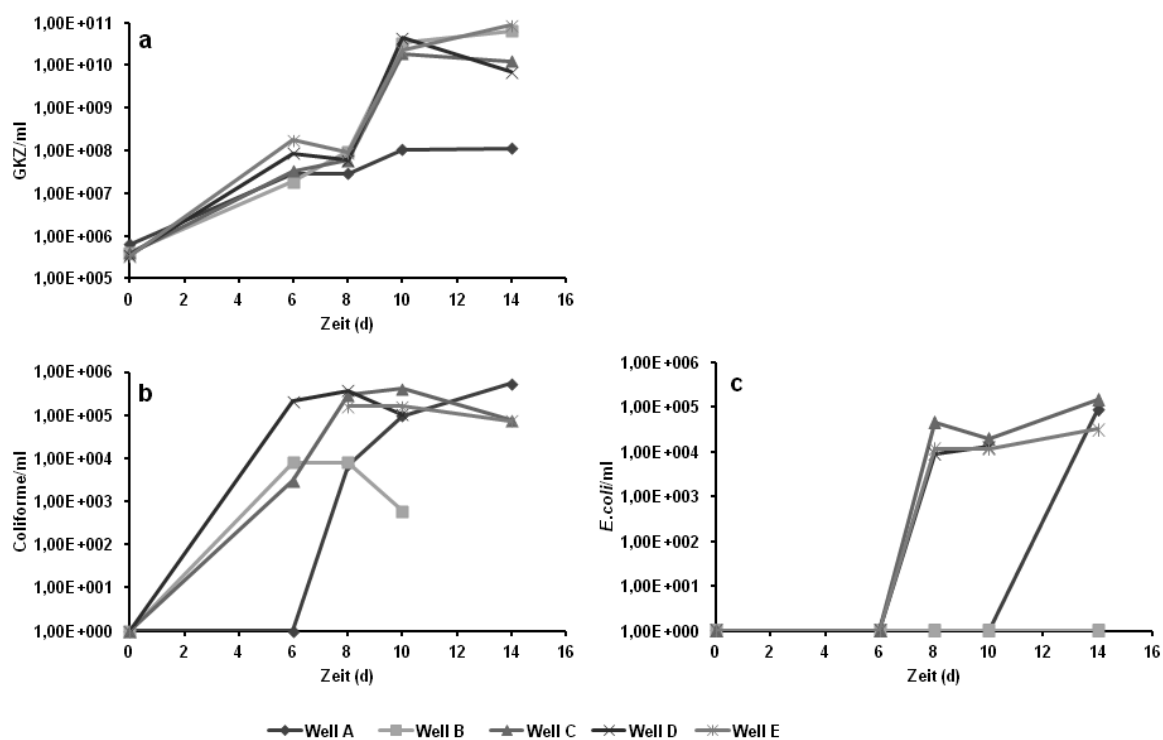 a
GKZ/ml
1,00E +011
1,00E +010
1,00E +009
1,00E +008
1,00E +007
1,00E +006
1,00E +005
0 2 4 6 8 10 12 14 16
Zeit (d)
b
Coliforme/ml
1,00E +006
1,00E +005
1,00E +004
1,00E +003
1,00E +002
1,00E +001
1,00E +000
0 2 4 6 8 10 12 14 16
Zeit (d)
c
E.coli/ml
1,00E +006
1,00E +005
1,00E +004
1,00E +003
1,00E +002
1,00E +001
1,00E +000
0 2 4 6 8 10 12 14 16
Zeit (d)
Well A Well B Well C Well D Well E